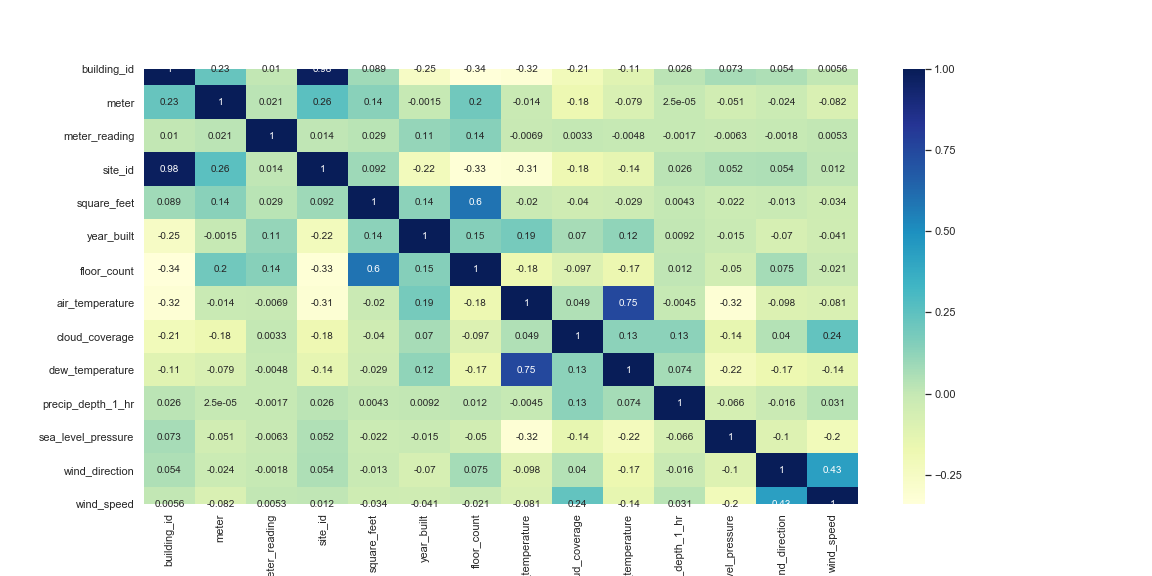 building_id 1 0.23 0.01 0.98 0.089 -0.25 -0.34 -0.32 -0.21 -0.11 0.026 0.073 0.054 0.0056 1.00
meter 0.23 1 0.021 0.26 0.14 -0.0015 0.2 -0.014 -0.18 -0.079 2.5e-05 -0.051 -0.024 -0.082
meter_reading 0.01 0.021 1 0.014 0.029 0.11 0.14 -0.0069 0.0033 -0.0048 -0.0017 -0.0063 -0.0018 0.0053
0.75
site_id 0.98 0.26 0.014 1 0.092 -0.22 -0.33 -0.31 -0.18 -0.14 0.026 0.052 0.054 0.012
square_feet 0.089 0.14 0.029 0.092 1 0.14 0.6 -0.02 -0.04 -0.029 0.0043 -0.022 -0.013 -0.034
0.50
year_built -0.25 -0.0015 0.11 -0.22 0.14 1 0.15 0.19 0.07 0.12 0.0092 -0.015 -0.07 -0.041
floor_count -0.34 0.2 0.14 -0.33 0.6 0.15 1 -0.18 -0.097 -0.17 0.012 -0.05 0.075 -0.021
air_temperature -0.32 -0.014 -0.0069 -0.31 -0.02 0.19 -0.18 1 0.049 0.75 -0.0045 -0.32 -0.098 -0.081
0.25
cloud_coverage -0.21 -0.18 0.0033 -0.18 -0.04 0.07 -0.097 0.049 1 0.13 0.13 -0.14 0.04 0.24
dew_temperature -0.11 -0.079 -0.0048 -0.14 -0.029 0.12 -0.17 0.75 0.13 1 0.074 -0.22 -0.17 -0.14
0.00
precip_depth_1_hr 0.026 2.5e-05 -0.0017 0.026 0.0043 0.0092 0.012 -0.0045 0.13 0.074 1 -0.066 -0.016 0.031
sea_level_pressure 0.073 -0.051 -0.0063 0.052 -0.022 -0.015 -0.05 -0.32 -0.14 -0.22 -0.066 1 -0.1 -0.2
wind_direction 0.054 -0.024 -0.0018 0.054 -0.013 -0.07 0.075 -0.098 0.04 -0.17 -0.016 -0.1 1 0.43
-0.25
wind_speed 0.0056 -0.082 0.0053 0.012 -0.034 -0.041 -0.021 -0.081 0.24 -0.14 0.031 -0.2 0.43 1
building_id
meter
eter_reading
site_id
square_feet
year_built
floor_count
_temperature
ud_coverage
_temperature
_depth_1_hr
vel_pressure
nd_direction
wind_speed